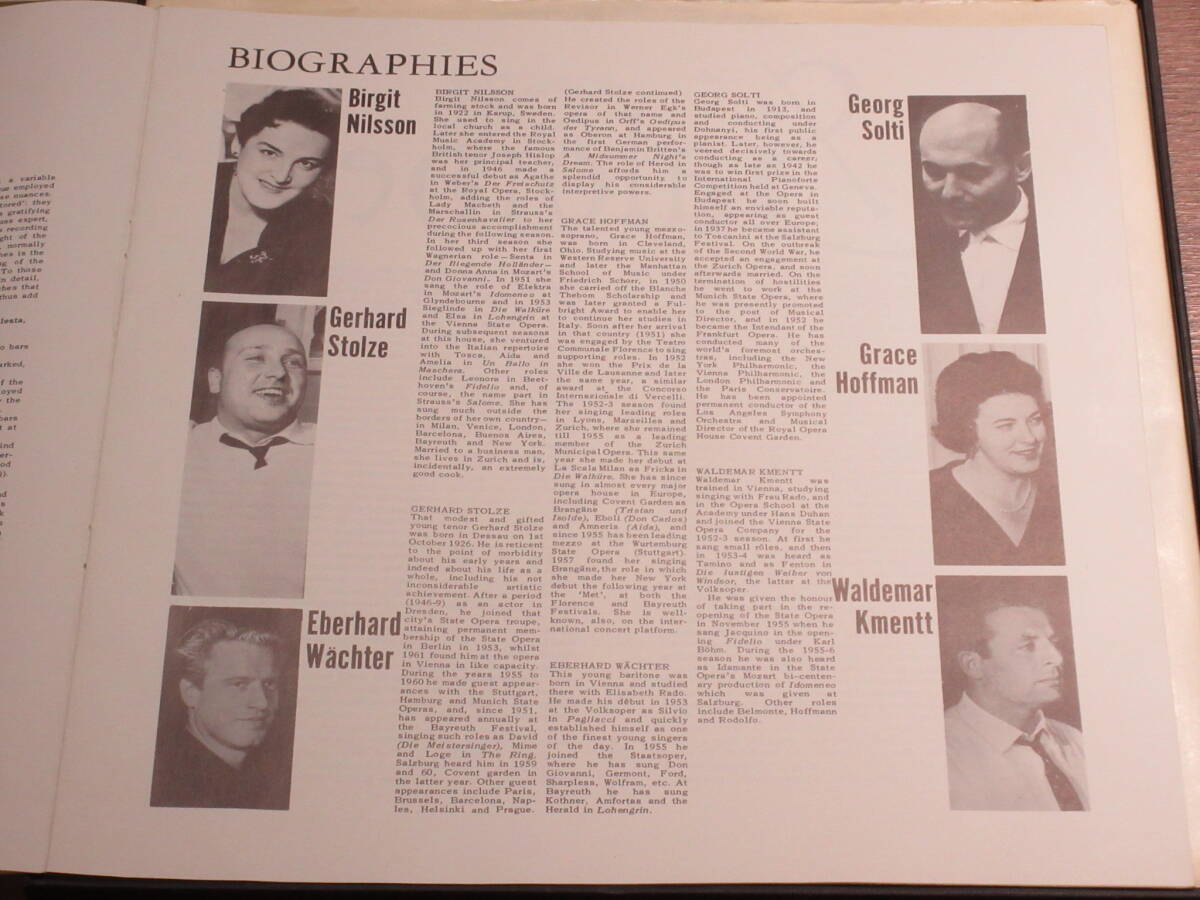 BIOGRAPHIES
Birgit
Nilsson
Gerhard
Stolze
Eberhard
Wächter
BIRGIT NILSSON
Birgit Nilsson comes of
farming stock and was born
in 1922 in Karup, Sweden.
She used to sing in the
local church as a child.
Later she entered the Royal
Music Academy in Stock-
holm, where the famous
British tenor Joseph Hislop
was her principal teacher,
and in 1946 made a
successful debut as Agathe
in Weber's Der Freischutz
at the Royal Opera, Stock-
holm, adding the roles of
Lady Macbeth and the
Marschallin in Strauss's
Der Rosenkavalier to her
precocious accomplishment
during the following season.
In her third season she
followed up with her first
Wagnerian role—Senta in
Der fliegende Holländer—
and Donna Anna in Mozart's
Don Giovanni. In 1951 she
sang the role of Elektra
in Mozart's Idomeneo at
Glyndebourne and in 1953
Sieglinde in Die Walküre
and Elsa in Lohengrin at
the Vienna State Opera.
During subsequent seasons
at this house, she ventured
into the Italian repertoire
with Tosca, Aida and
Amelia in Un Ballo in
Maschera. Other roles
include Leonora in Beet-
hoven's Fidelio and, of
course, the name part in
Strauss's Salome. She has
sung much outside the
borders of her own country—
in Milan, Venice, London,
Barcelona, Buenos Aires,
Bayreuth and New York.
Married to a business man,
she lives in Zurich and is,
incidentally, an extremely
good cook.
GERHARD STOLZE
That modest and gifted
young tenor Gerhard Stolze
was born in Dessau on 1st
October 1926. He is reticent
to the point of morbidity
about his early years and
indeed about his life as a
whole, including his not
inconsiderable artistic
achievement. After a period
(1946-9) as an actor in
Dresden, he joined that
city's State Opera troupe,
attaining permanent mem-
bership of the State Opera
in Berlin in 1953, whilst
1961 found him at the opera
in Vienna in like capacity.
During the years 1955 to
1960 he made guest appear-
ances with the Stuttgart,
Hamburg and Munich State
Operas, and, since 1951,
has appeared annually at
the Bayreuth Festival,
singing such roles as David
(Die Meistersinger), Mime
and Loge in The Ring.
Salzburg heard him in 1959
and 60, Covent garden in
the latter year. Other guest
appearances include Paris,
Brussels, Barcelona, Nap-
les, Helsinki and Prague.
(Gerhard Stolze continued)
He created the roles of the
Revisor in Werner Egk's
opera of that name and
Oedipus in Orff's Oedipus
der Tyrann, and appeared
as Oberon at Hamburg in
the first German perfor-
mance of Benjamin Britten's
A Midsummer Night's
Dream. The role of Herod in
Salome affords him a
splendid opportunity to
display his considerable
interpretive powers.
GRACE HOFFMAN
The talented young mezzo-
soprano, Grace Hoffman,
was born in Cleveland,
Ohio. Studying music at the
Western Reserve University
and later the Manhattan
School of Music under
Friedrich Schorr, in 1950
she carried off the Blanche
Thebom Scholarship and
was later granted a Ful-
bright Award to enable her
to continue her studies in
Italy. Soon after her arrival
in that country (1951) she
was engaged by the Teatro
Communale Florence to sing
supporting roles. In 1952
she won the Prix de la
Ville de Lausanne and later
the same year, a similar
award at the Concorso
Internazionale di Vercelli.
The 1952-3 season found
her singing leading roles
in Lyons, Marseilles and
Zurich, where she remained
till 1955 as a leading
member of the Zurich
Municipal Opera. This same
year she made her debut at
La Scala Milan as Fricka in
Die Walküre. She has since
sung in almost every major
opera house in Europe,
including Covent Garden as
Brangäne (Tristan und
Isolde), Eboli (Don Carlos)
and Amneris (Aida), and
since 1955 has been leading
mezzo at the Wurtemburg
State Opera (Stuttgart).
1957 found her singing
Brangäne, the role in which
she made her New York
debut the following year at
the 'Met', at both the
Florence and Bayreuth
Festivals. She is well-
known, also, on the inter-
national concert platform.
EBERHARD WÄCHTER
This young baritone was
born in Vienna and studied
there with Elisabeth Rado.
He made his début in 1953
at the Volksoper as Silvio
in Pagliacci and quickly
established himself as one
of the finest young singers
of the day. In 1955 he
joined the Staatsoper,
where he has sung Don
Giovanni, Germont, Ford,
Sharpless, Wolfram, etc. At
Bayreuth he has sung
Kothner, Amfortas and the
Herald in Lohengrin.
GEORG SOLTI
Georg Solti was born in
Budapest in 1913, and
studied piano, composition
and conducting under
Dohnanyi, his first public
appearance being as a
pianist. Later, however, he
veered decisively towards
conducting as a career,
though as late as 1942 he
was to win first prize in the
International Pianoforte
Competition held at Geneva.
Engaged at the Opera in
Budapest he soon built
himself an enviable reputa-
tion, appearing as guest
conductor all over Europe;
in 1937 he became assistant
to Toscanini at the Salzburg
Festival. On the outbreak
of the Second World War, he
accepted an engagement at
the Zurich Opera, and soon
afterwards married. On the
termination of hostilities
he went to work at the
Munich State Opera, where
he was presently promoted
to the post of Musical
Director, and in 1952 he
became the Intendant of the
Frankfurt Opera. He has
conducted many of the
world's foremost orches-
tras, including the New
York Philharmonic, the
Vienna Philharmonic, the
London Philharmonic and
the Paris Conservatoire.
He has been appointed
permanent conductor of the
Los Angeles Symphony
Orchestra and Musical
Director of the Royal Opera
House Covent Garden.
WALDEMAR KMENTT
Waldemar Kmentt was
trained in Vienna, studying
singing with Frau Rado, and
in the Opera School at the
Academy under Hans Duhan
and joined the Vienna State
Opera Company for the
1952-3 season. At first he
sang small rôles, and then
in 1953-4 was heard as
Tamino and as Fenton in
Die lustigen Weiber von
Windsor, the latter at the
Volksoper.
He was given the honour
of taking part in the re-
opening of the State Opera
in November 1955 when he
sang Jacquino in the open-
ing Fidelio under Karl
Böhm. During the 1955-6
season he was also heard
as Idamante in the State
Opera's Mozart bi-centen-
ary production of Idomeneo
which was given at
Salzburg. Other roles
include Belmonte, Hoffmann
and Rodolfo.
Georg
Solti
Grace
Hoffman
Waldemar
Kmentt